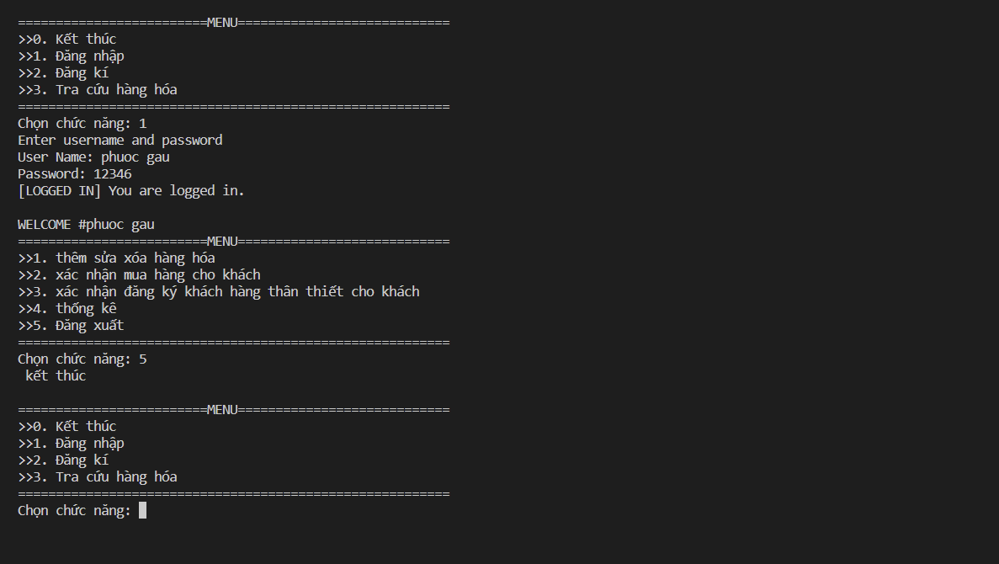 =========================MENU============================
>>0. Kết thúc
>>1. Đăng nhập
>>2. Đăng kí
>>3. Tra cứu hàng hóa
=========================================================
Chọn chức năng: 1
Enter username and password
User Name: phuoc gau
Password: 12346
[LOGGED IN] You are logged in.
WELCOME #phuoc gau
=========================MENU============================
>>1. thêm sửa xóa hàng hóa
>>2. xác nhận mua hàng cho khách
>>3. xác nhận đăng ký khách hàng thân thiết cho khách
>>4. thống kê
>>5. Đăng xuất
=========================================================
Chọn chức năng: 5
kết thúc
=========================MENU============================
>>0. Kết thúc
>>1. Đăng nhập
>>2. Đăng kí
>>3. Tra cứu hàng hóa
=========================================================
Chọn chức năng: